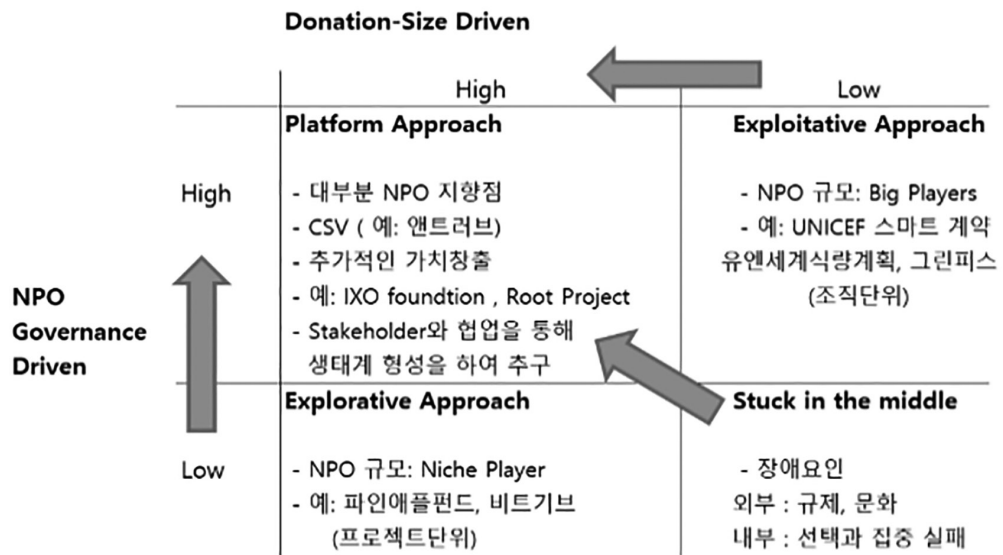 Donation-Size Driven
High
Low
Platform Approach
Exploitative Approach
High
- 대부분 NPO 지향점
- CSV ( 예: 앤트러브)
- 추가적인 가치창출
- 예: IXO foundtion , Root Project
- Stakeholder와 협업을 통해
생태계 형성을 하여 추구
- NPO 규모: Big Players
- 예: UNICEF 스마트 계약
유엔세계식량계획, 그린피스
(조직단위)
NPO
Governance
Driven
Explorative Approach
Stuck in the middle
Low
- NPO 규모: Niche Player
- 예: 파인애플펀드, 비트기브
(프로젝트단위)
- 장애요인
외부 : 규제, 문화
내부 : 선택과 집중 실패